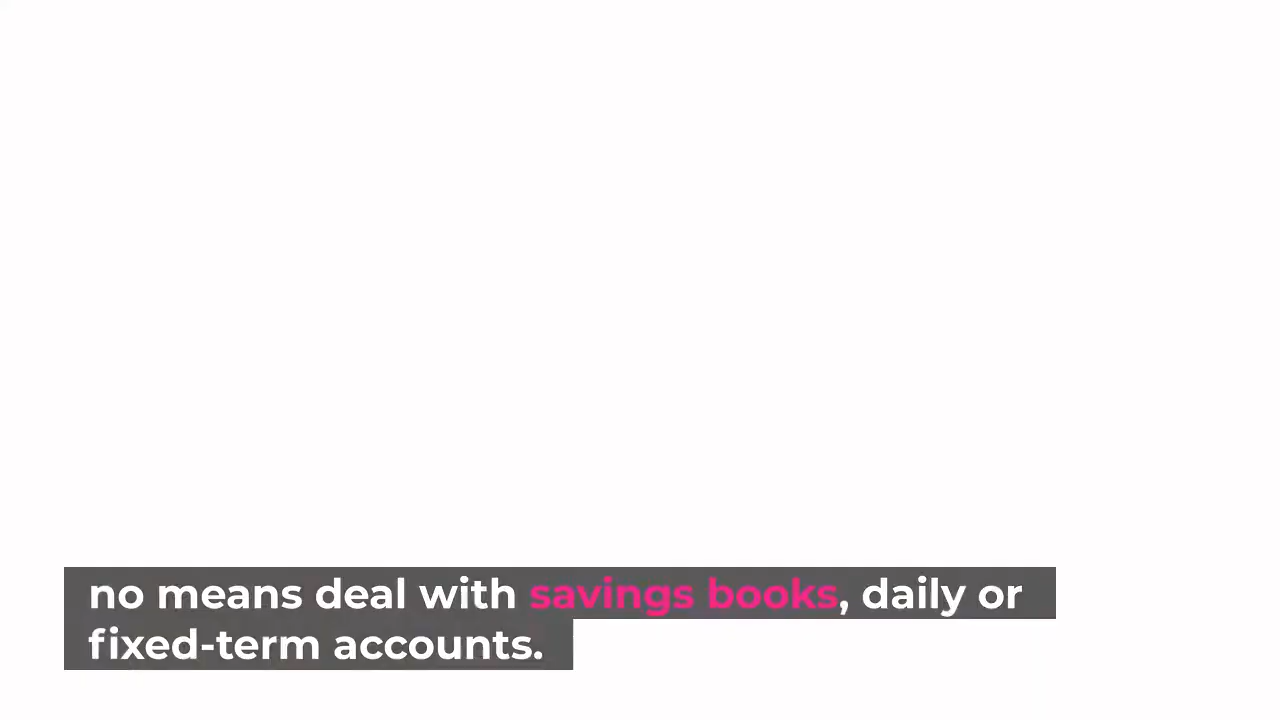 no means deal with savings books, daily or
fixed-term accounts.